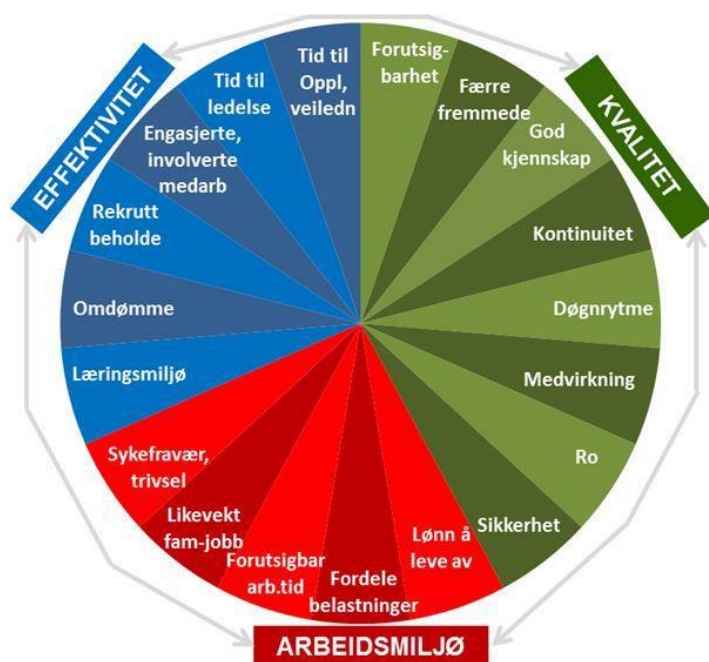 EFFEKTIVITET
KVALITET
ARBEIDSMILJØ
Forutsig-
barhet
Færre
fremmede
God
kjennskap
Kontinuitet
Døgnrytme
Medvirkning
Ro
Sikkerhet
Lønn å
leve av
Fordele
belastninger
Forutsigbar
arb.tid
Likevekt
fam-jobb
Sykefravær,
trivsel
Læringsmiljø
Omdømme
Rekrutt
beholde
Engasjerte,
involverte
medarb
Tid til
ledelse
Tid til
Oppl,
veiledn